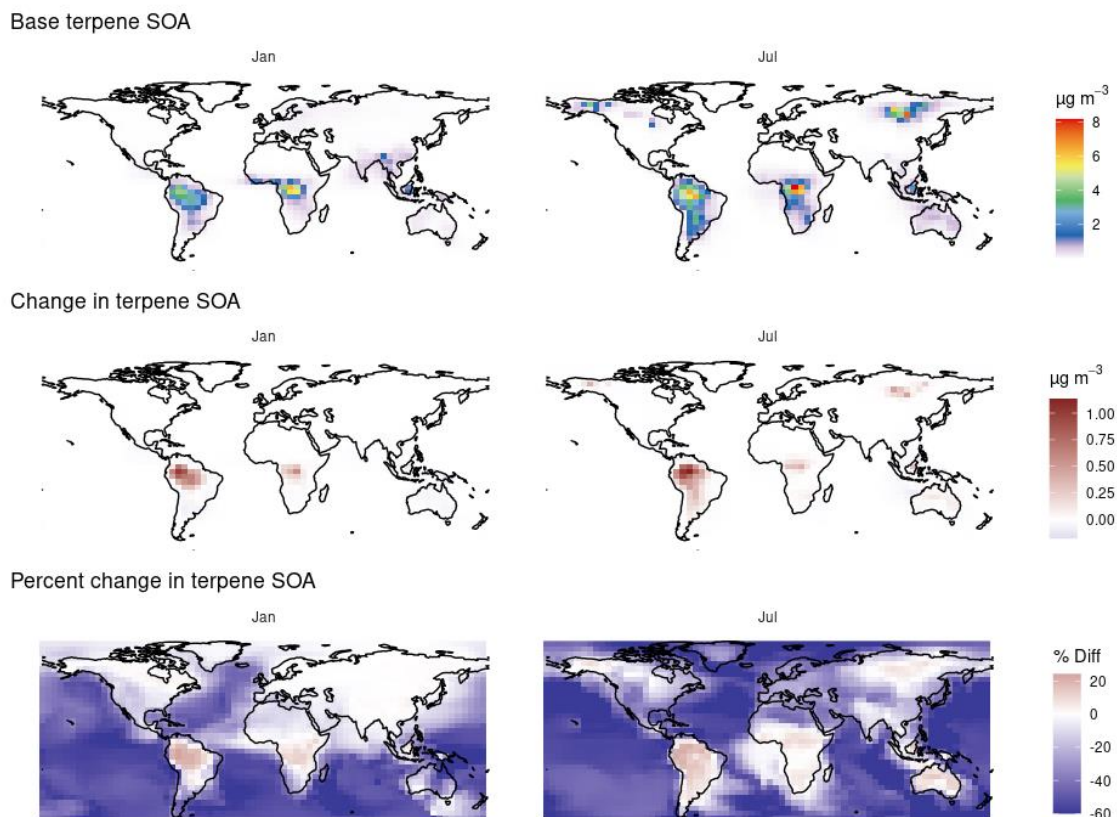 Base terpene SOA
Jan
Jul
µg m⁻³
8
6
4
2
Change in terpene SOA
Jan
Jul
µg m⁻³
1.00
0.75
0.50
0.25
0.00
Percent change in terpene SOA
Jan
Jul
% Diff
20
0
-20
-40
-60